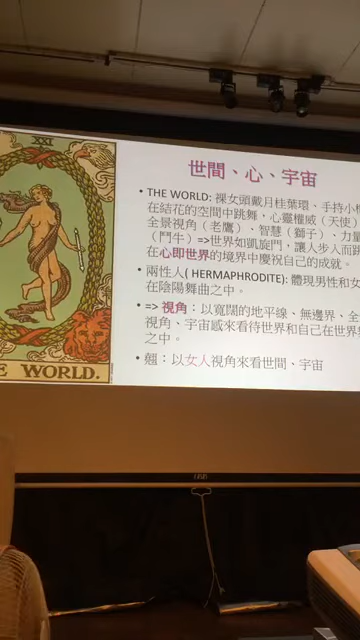 XXI
世間、心、宇宙
• THE WORLD: 裸女頭戴月桂葉環、手持小
在結花的空間中跳舞，心靈權威（天使）
全景視角（老鷹）、智慧（獅子）、力量
（鬥牛）=>世界如凱旋門，讓人步入而跳
在心即世界的境界中慶祝自己的成就。
• 兩性人( HERMAPHRODITE): 體現男性和女
在陰陽舞曲之中。
• => 視角：以寬闊的地平線、無邊界、全
視角、宇宙感來看待世界和自己在世界
之中。
• 翹：以女人視角來看世間、宇宙
E WORLD.